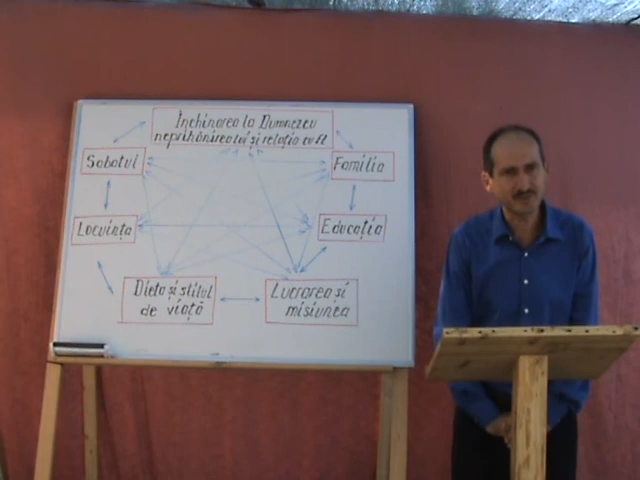 Închinarea la Dumnezeu
neprihănirea lui și relația cu El
Sabatul
Familia
Locuința
Educația
Dieta și stilul
de viață
Lucrarea și
misiunea